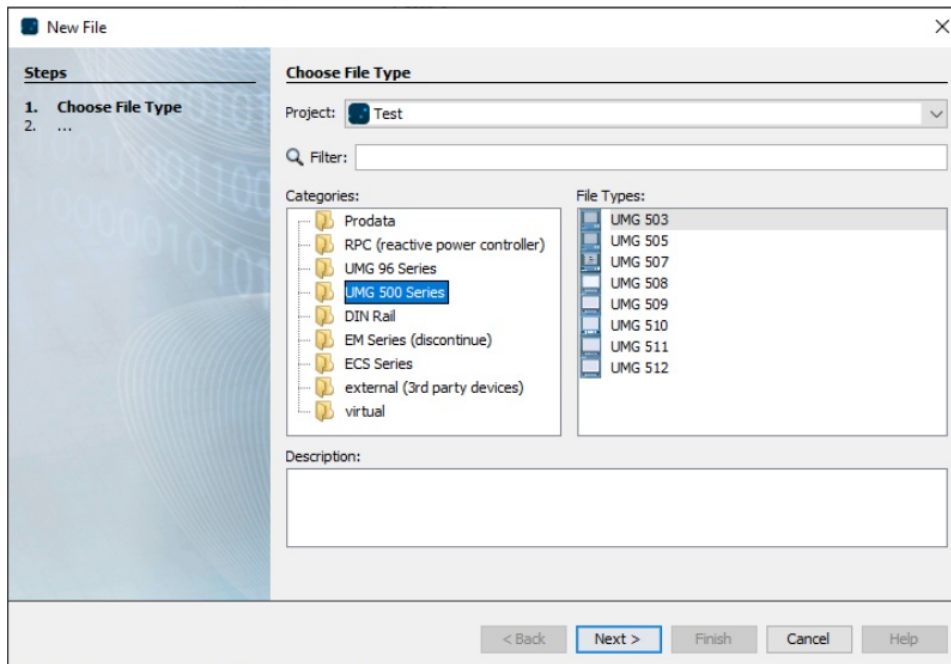 New File
Steps
1. Choose File Type
2. ...
Choose File Type
Project: Test
Filter:
Categories:
Prodata
RPC (reactive power controller)
UMG 96 Series
UMG 500 Series
DIN Rail
EM Series (discontinue)
ECS Series
external (3rd party devices)
virtual
File Types:
UMG 503
UMG 505
UMG 507
UMG 508
UMG 509
UMG 510
UMG 511
UMG 512
Description:
< Back Next > Finish Cancel Help